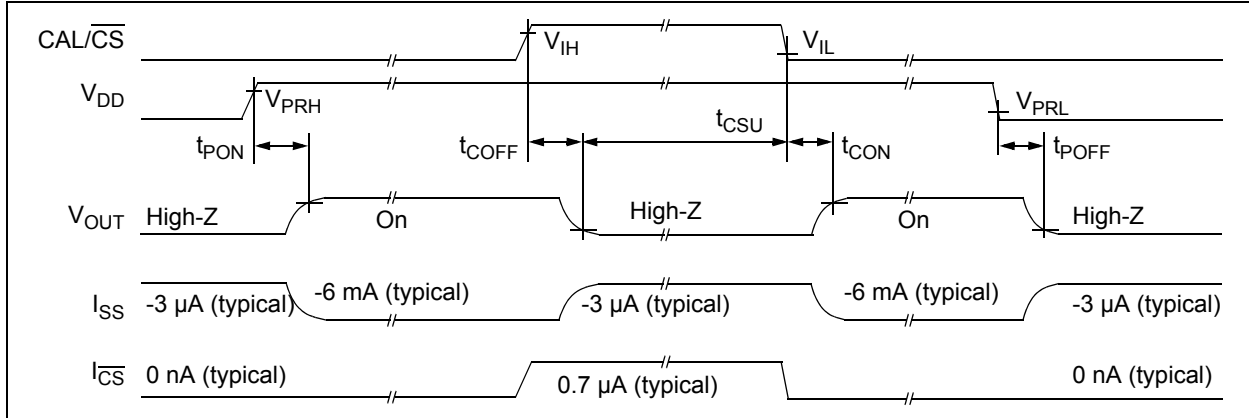 CAL/CS
V_IH
V_IL
V_DD
V_PRH
V_PRL
t_PON
t_COFF
t_CSU
t_CON
t_POFF
V_OUT
High-Z
On
High-Z
On
High-Z
I_SS
-3 µA (typical)
-6 mA (typical)
-3 µA (typical)
-6 mA (typical)
-3 µA (typical)
I_CS
0 nA (typical)
0.7 µA (typical)
0 nA (typical)